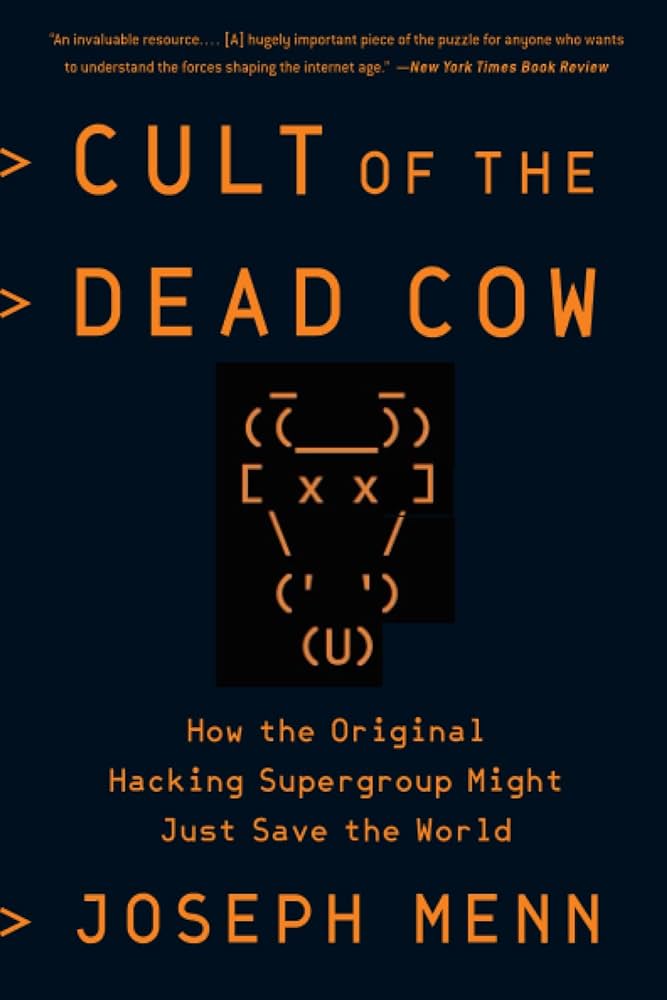 "An invaluable resource.... [A] hugely important piece of the puzzle for anyone who wants
to understand the forces shaping the internet age." —New York Times Book Review
> CULT OF THE
> DEAD COW
_ _
((___))
[ x x ]
\ /
(' ')
(U)
How the Original
Hacking Supergroup Might
Just Save the World
> JOSEPH MENN